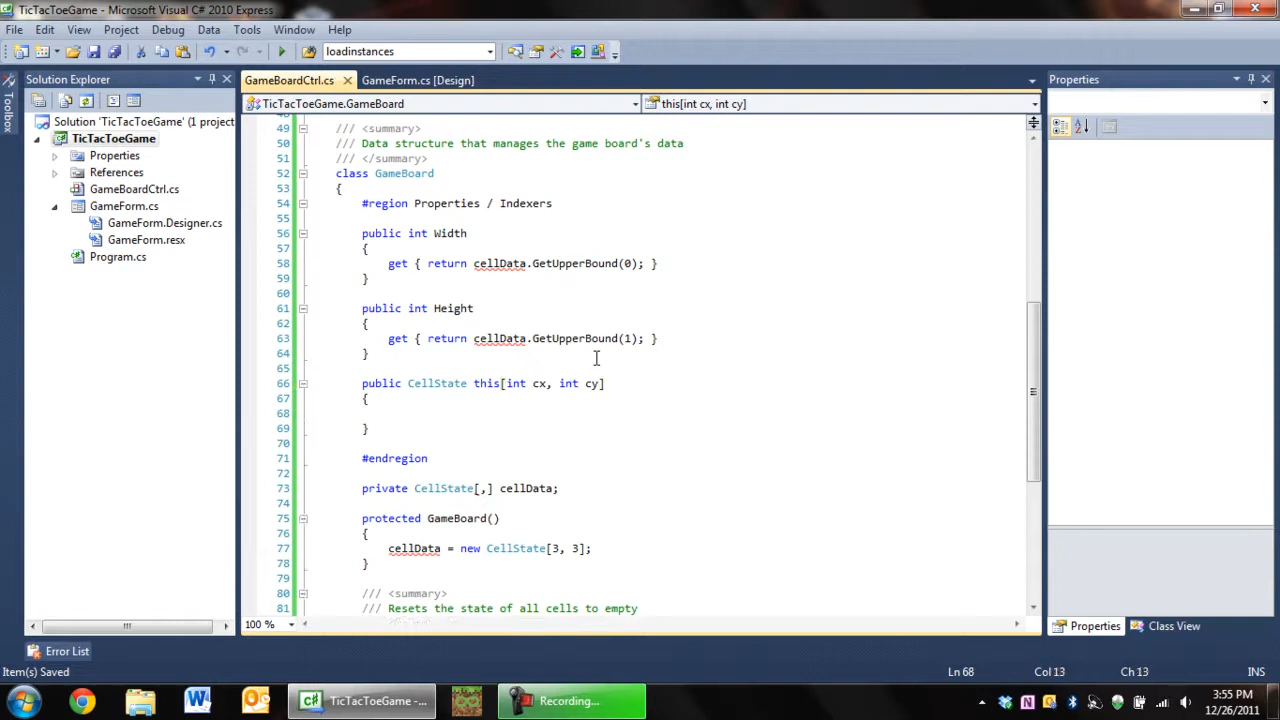 TicTacToeGame - Microsoft Visual C# 2010 Express
File Edit View Project Build Debug Data Tools Window Help
loadinstances
Solution Explorer
Toolbox
Solution 'TicTacToeGame' (1 project
TicTacToeGame
Properties
References
GameBoardCtrl.cs
GameForm.cs
GameForm.Designer.cs
GameForm.resx
Program.cs
GameBoardCtrl.cs GameForm.cs [Design]
TicTacToeGame.GameBoard this[int cx, int cy]
48
49 /// <summary>
50 /// Data structure that manages the game board's data
51 /// </summary>
52 class GameBoard
53 {
54 #region Properties / Indexers
55
56 public int Width
57 {
58 get { return cellData.GetUpperBound(0); }
59 }
60
61 public int Height
62 {
63 get { return cellData.GetUpperBound(1); }
64 }
65
66 public CellState this[int cx, int cy]
67 {
68
69 }
70
71 #endregion
72
73 private CellState[,] cellData;
74
75 protected GameBoard()
76 {
77 cellData = new CellState[3, 3];
78 }
79
80 /// <summary>
81 /// Resets the state of all cells to empty
100 %
Properties
Properties Class View
Error List
Item(s) Saved Ln 68 Col 13 Ch 13 INS
TicTacToeGame -... Recording...
3:55 PM
12/26/2011